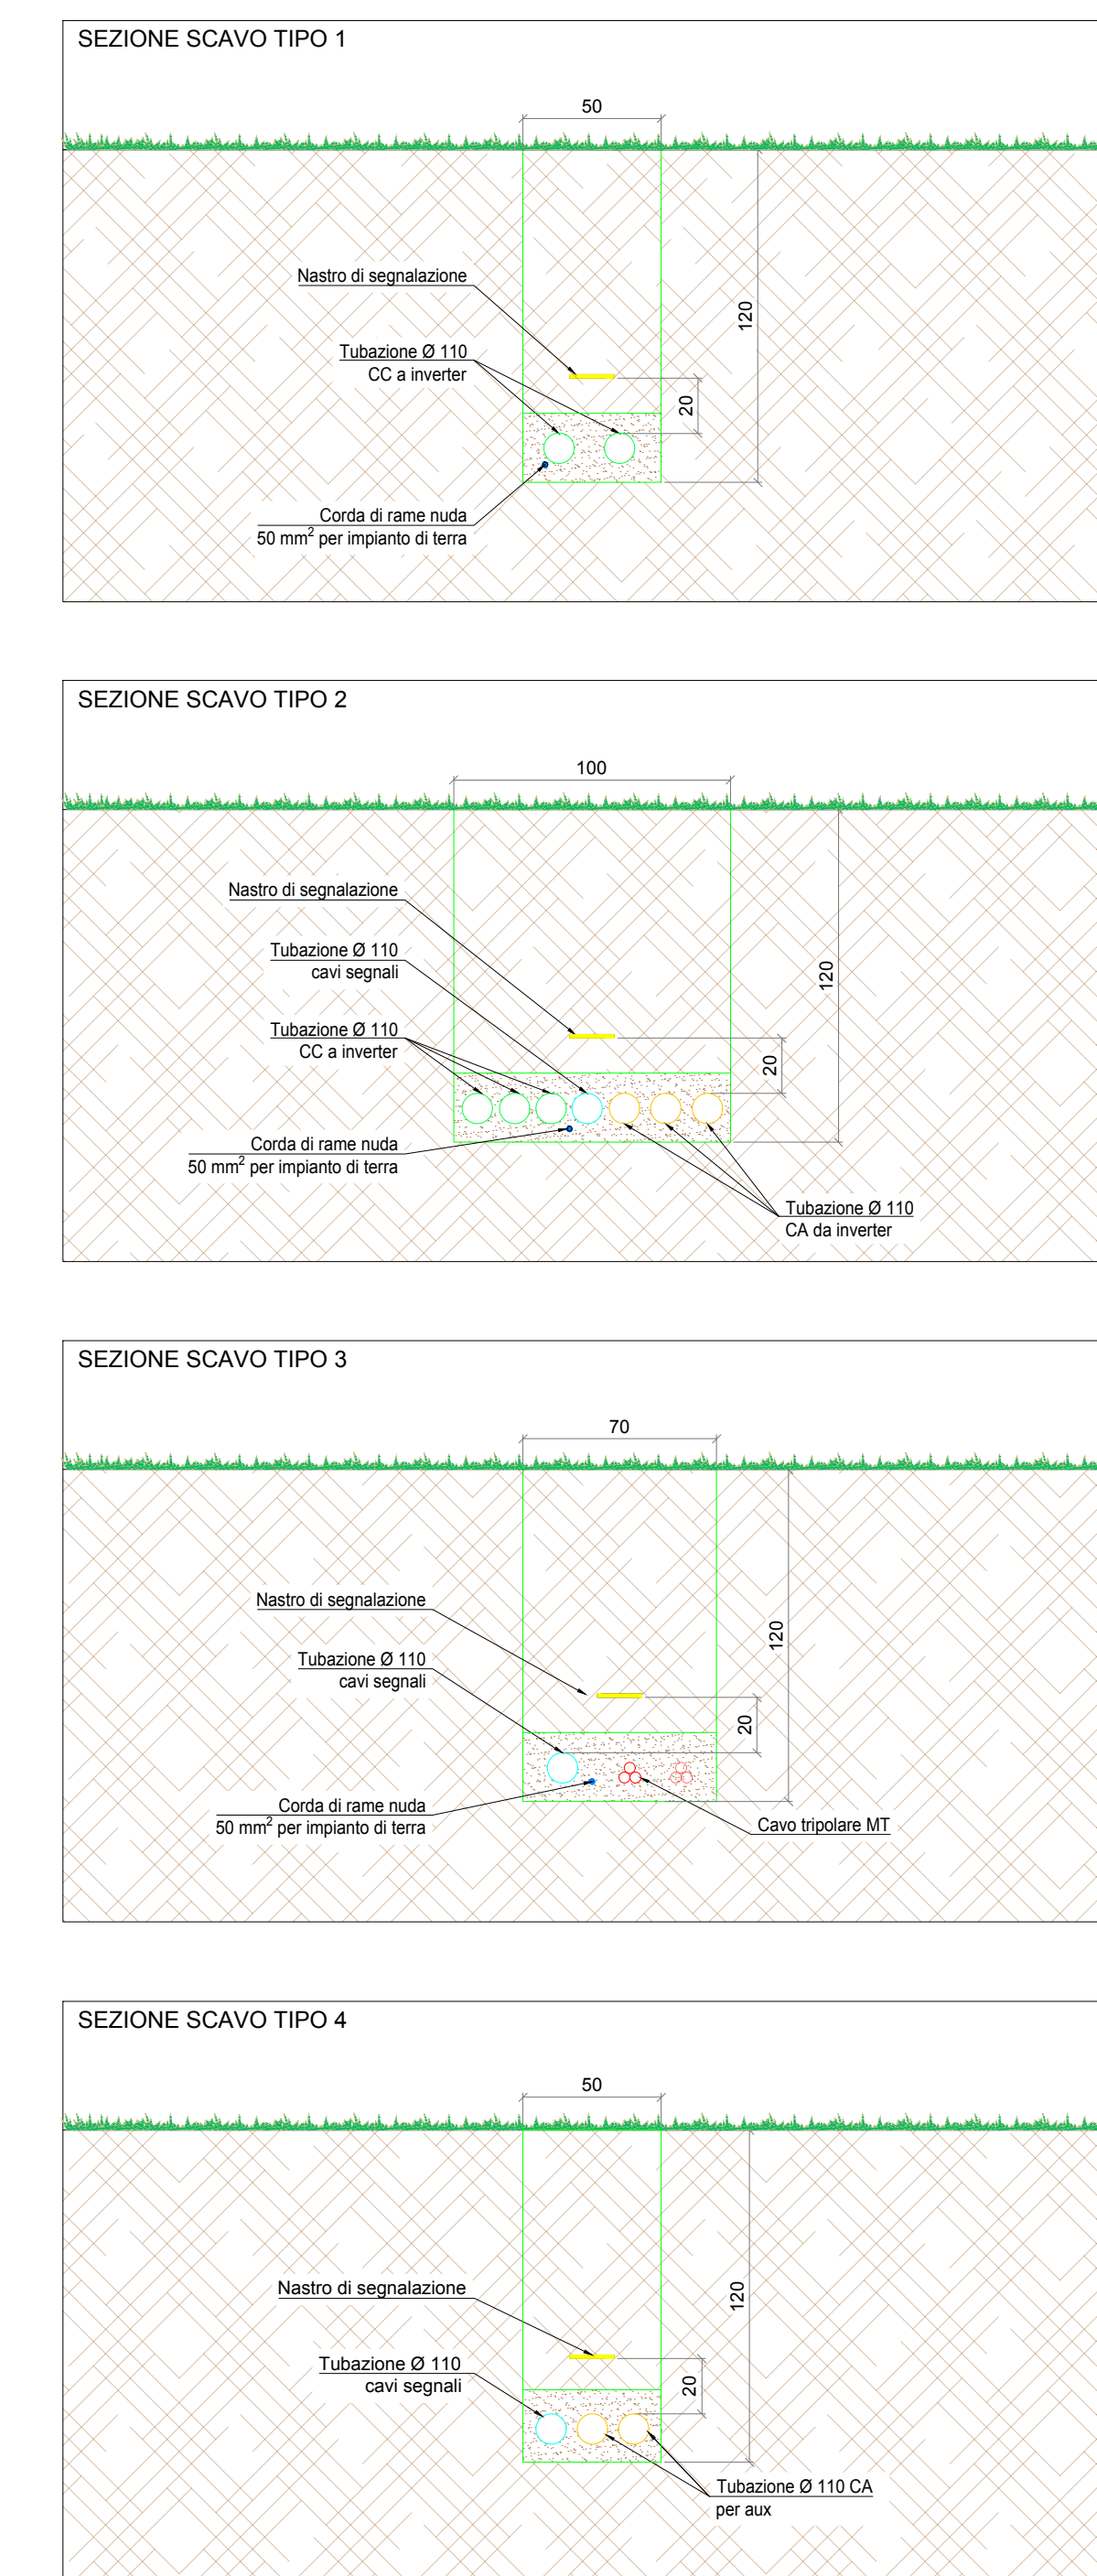 SEZIONE SCAVO TIPO 1
50
Nastro di segnalazione
120
Tubazione Ø 110
CC a inverter
20
Corda di rame nuda
50 mm² per impianto di terra
SEZIONE SCAVO TIPO 2
100
Nastro di segnalazione
Tubazione Ø 110
cavi segnali
120
Tubazione Ø 110
CC a inverter
20
Corda di rame nuda
50 mm² per impianto di terra
Tubazione Ø 110
CA da inverter
SEZIONE SCAVO TIPO 3
70
Nastro di segnalazione
120
Tubazione Ø 110
cavi segnali
20
Corda di rame nuda
50 mm² per impianto di terra
Cavo tripolare MT
SEZIONE SCAVO TIPO 4
50
Nastro di segnalazione
120
Tubazione Ø 110
cavi segnali
20
Tubazione Ø 110 CA
per aux